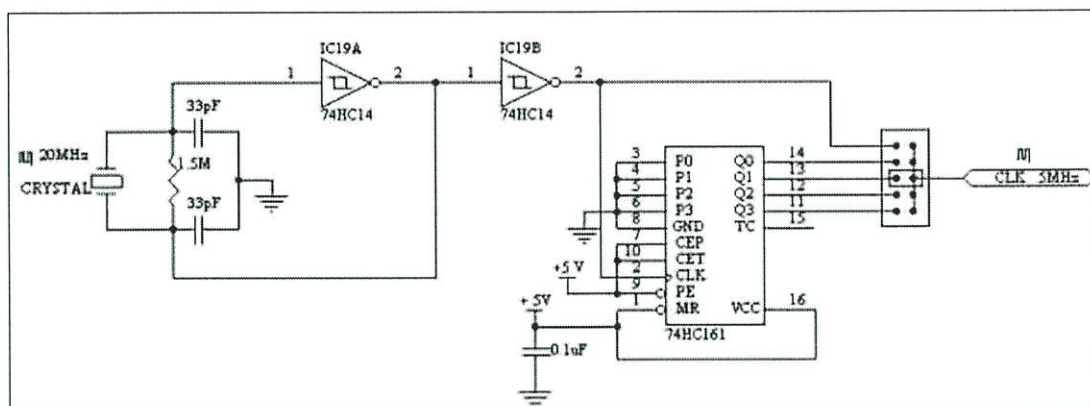 IC19A
IC19B
1
2
1
2
74HC14
74HC14
33pF
20MHz
CRYSTAL
1.5M
33pF
3 P0 Q0 14
4 P1 Q1 13
5 P2 Q2 12
6 P3 Q3 11
8 GND TC 15
7 CEP
10 CET
2 CLK
9 PE
1 MR VCC 16
74HC161
CLK 5MHz
+5 V
+ 5V
0.1uF